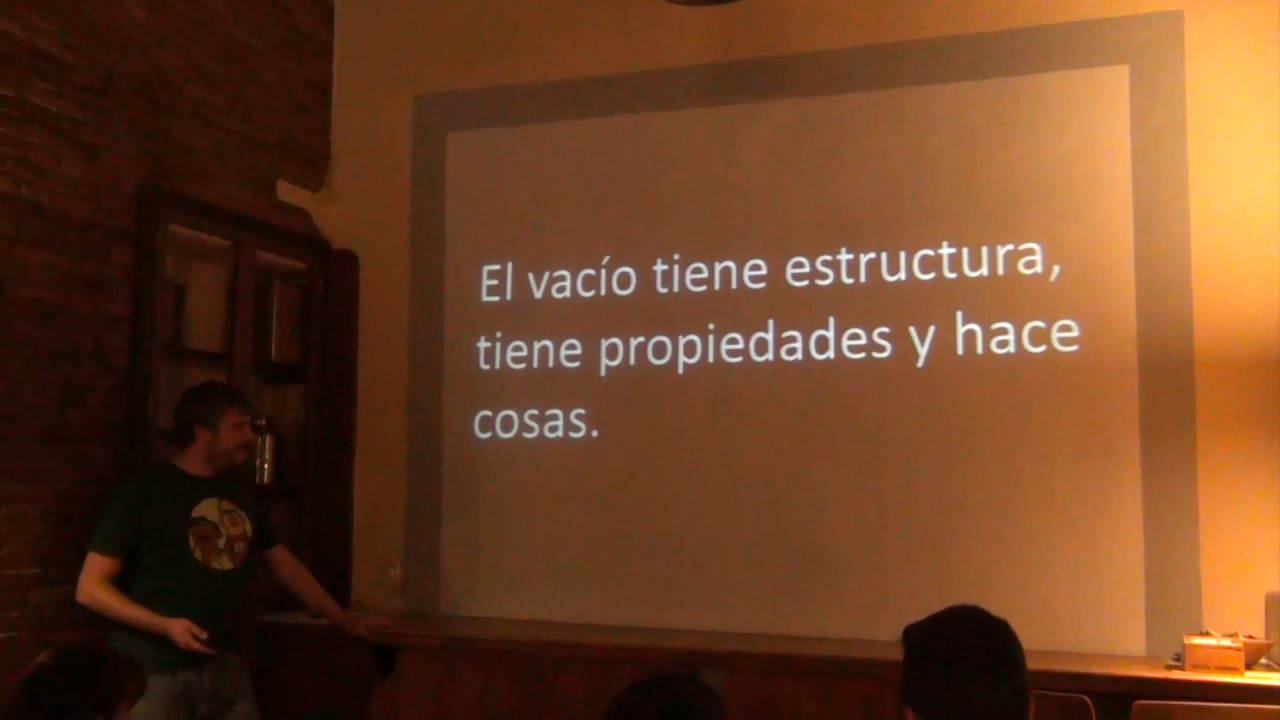 El vacío tiene estructura,
tiene propiedades y hace
cosas.